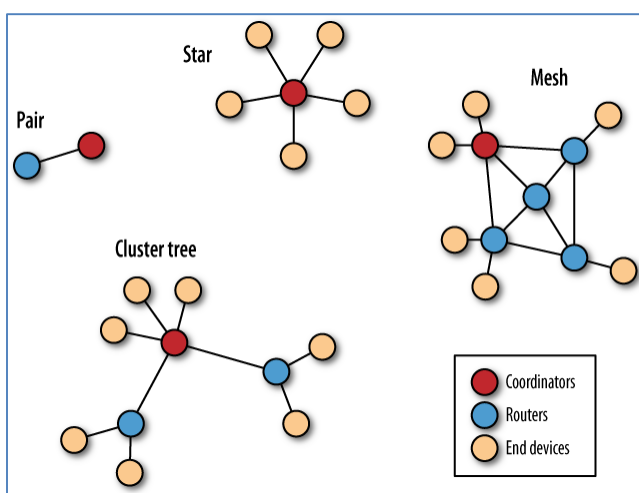 Star
Mesh
Pair
Cluster tree
Coordinators
Routers
End devices